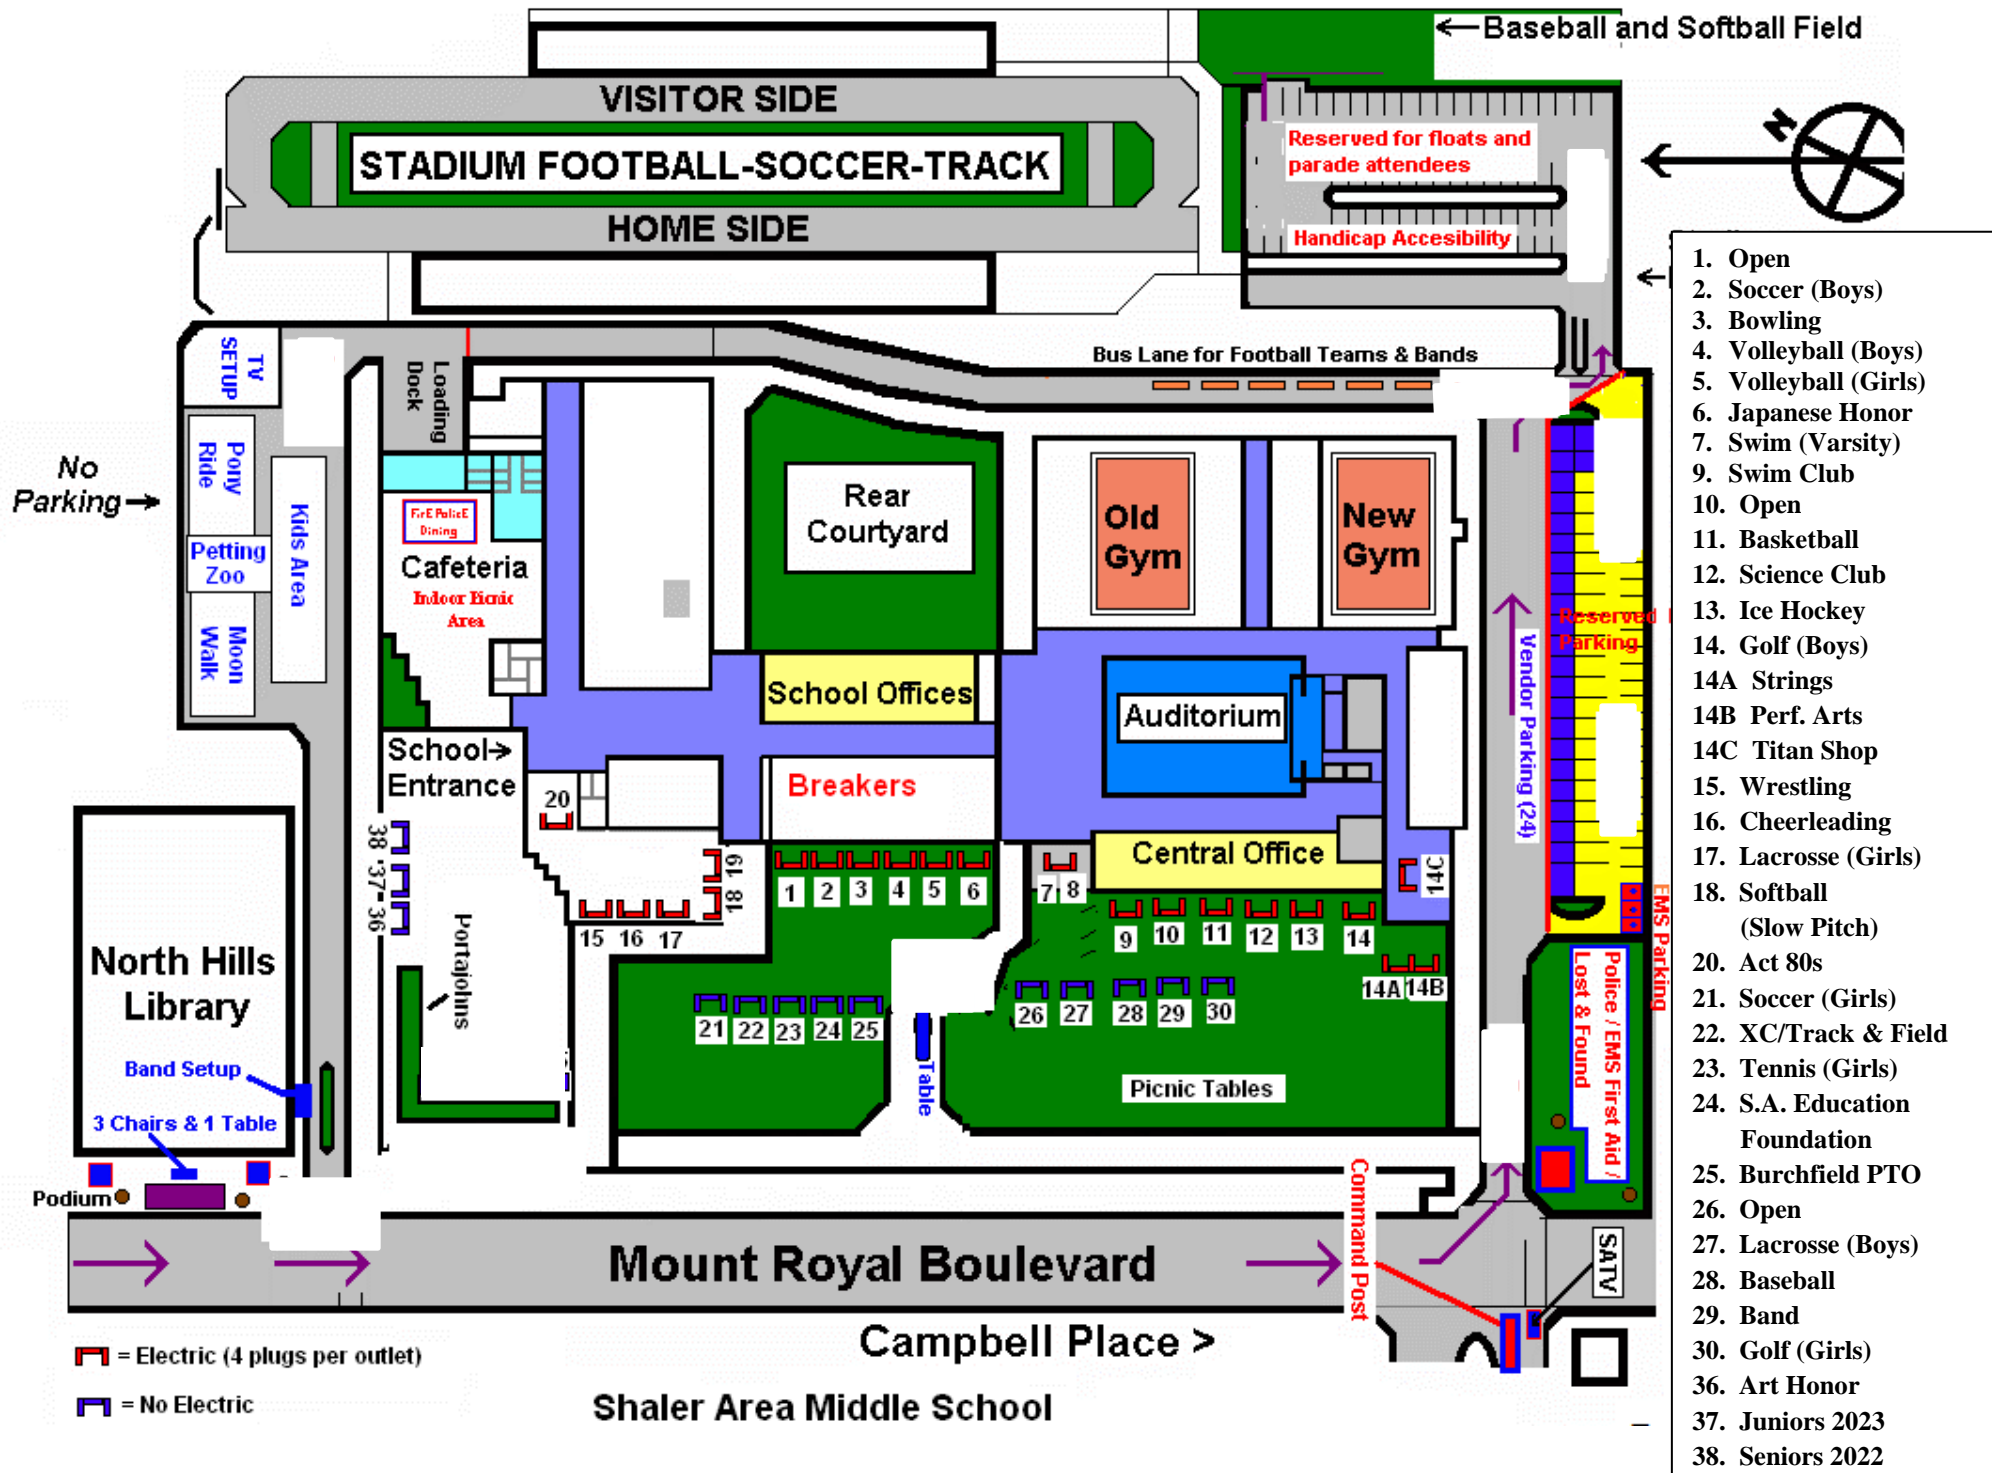 ←Baseball and Softball Field
VISITOR SIDE
STADIUM FOOTBALL-SOCCER-TRACK
HOME SIDE
Reserved for floats and
parade attendees
Handicap Accesibility
N
Bus Lane for Football Teams & Bands
TV
SETUP
Loading
Dock
Pony
Ride
No
Parking→
Kids Area
Petting
Zoo
Moon
Walk
FirE PolicE
Dining
Cafeteria
Indoor Picnic
Area
Rear
Courtyard
Old
Gym
New
Gym
Reserved
Parking
Vendor Parking (24)
School Offices
Auditorium
School→
Entrance
Breakers
Central Office
20
19
18
38
37
36
15
16
17
1
2
3
4
5
6
7
8
14C
9
10
11
12
13
14
14A
14B
21
22
23
24
25
26
27
28
29
30
Portajohns
North Hills
Library
Band Setup
3 Chairs & 1 Table
Podium
Table
Picnic Tables
EMS Parking
Police / EMS First Aid /
Lost & Found
Command Post
SATV
Mount Royal Boulevard
Campbell Place >
= Electric (4 plugs per outlet)
= No Electric
Shaler Area Middle School
1. Open
2. Soccer (Boys)
3. Bowling
4. Volleyball (Boys)
5. Volleyball (Girls)
6. Japanese Honor
7. Swim (Varsity)
9. Swim Club
10. Open
11. Basketball
12. Science Club
13. Ice Hockey
14. Golf (Boys)
14A Strings
14B Perf. Arts
14C Titan Shop
15. Wrestling
16. Cheerleading
17. Lacrosse (Girls)
18. Softball
(Slow Pitch)
20. Act 80s
21. Soccer (Girls)
22. XC/Track & Field
23. Tennis (Girls)
24. S.A. Education
Foundation
25. Burchfield PTO
26. Open
27. Lacrosse (Boys)
28. Baseball
29. Band
30. Golf (Girls)
36. Art Honor
37. Juniors 2023
38. Seniors 2022